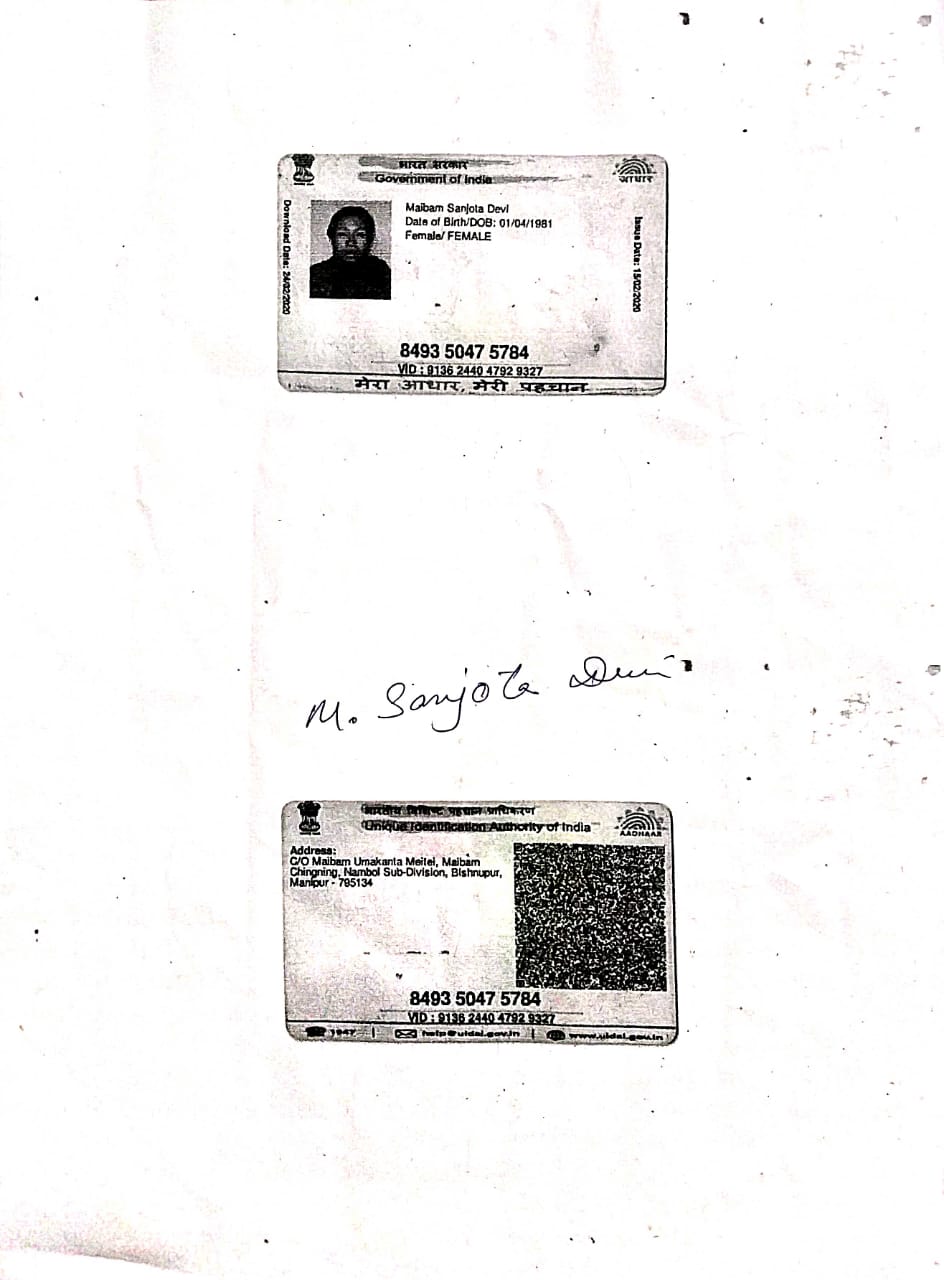 भारत सरकार
Government of India
आधार
Download Date: 24/02/2020
Maibam Sanjota Devi
Date of Birth/DOB: 01/04/1981
Female/ FEMALE
Issue Date: 15/02/2020
8493 5047 5784
VID : 9136 2440 4792 9327
मेरा आधार, मेरी पहचान
M. Sanjota Devi
भारतीय विशिष्ट पहचान प्राधिकरण
Unique Identification Authority of India
AADHAAR
Address:
C/O Maibam Umakanta Meitei, Maibam
Chingning, Nambol Sub-Division, Bishnupur,
Manipur - 795134
8493 5047 5784
VID : 9136 2440 4792 9327
1947 | help@uidai.gov.in | www.uidai.gov.in